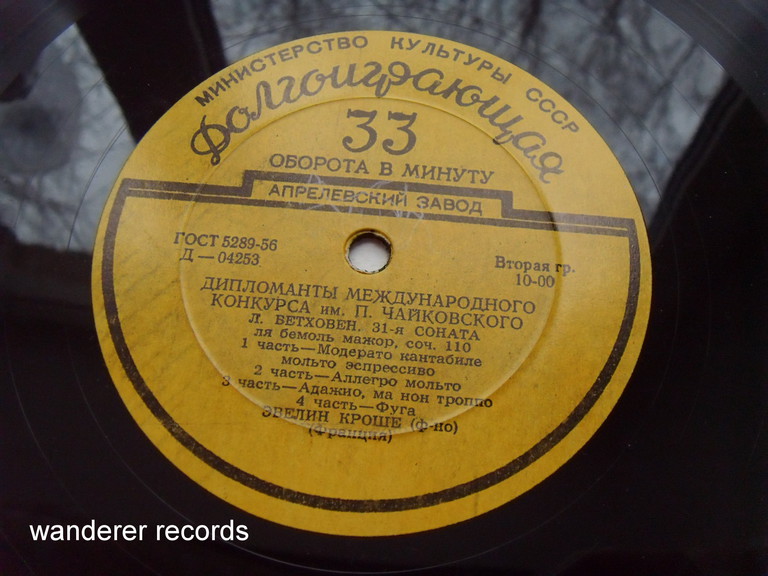 МИНИСТЕРСТВО КУЛЬТУРЫ СССР
Долгоиграющая
33
ОБОРОТА В МИНУТУ
АПРЕЛЕВСКИЙ ЗАВОД
ГОСТ 5289-56
Д — 04253
Вторая гр.
10-00
ДИПЛОМАНТЫ МЕЖДУНАРОДНОГО
КОНКУРСА им. П. ЧАЙКОВСКОГО
Л. БЕТХОВЕН. 31-я СОНАТА
ля бемоль мажор, соч. 110
1 часть—Модерато кантабиле
мольто эспрессиво
2 часть—Аллегро мольто
3 часть—Адажио, ма нон троппо
4 часть—Фуга
ЭВЕЛИН КРОШЕ (ф-но)
(Франция)
wanderer records